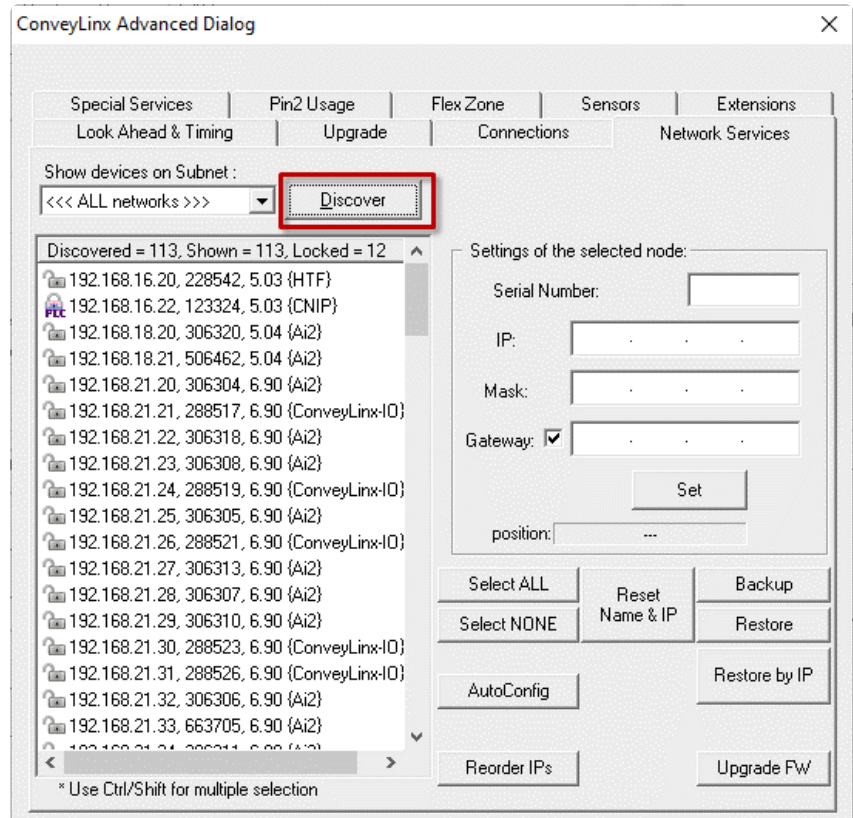 ConveyLinx Advanced Dialog
Special Services
Pin2 Usage
Flex Zone
Sensors
Extensions
Look Ahead & Timing
Upgrade
Connections
Network Services
Show devices on Subnet :
<<< ALL networks >>>
Discover
Discovered = 113, Shown = 113, Locked = 12
192.168.16.20, 228542, 5.03 {HTF}
PLC
192.168.16.22, 123324, 5.03 {CNIP}
192.168.18.20, 306320, 5.04 {Ai2}
192.168.18.21, 506462, 5.04 {Ai2}
192.168.21.20, 306304, 6.90 {Ai2}
192.168.21.21, 288517, 6.90 {ConveyLinx-IO}
192.168.21.22, 306318, 6.90 {Ai2}
192.168.21.23, 306308, 6.90 {Ai2}
192.168.21.24, 288519, 6.90 {ConveyLinx-IO}
192.168.21.25, 306305, 6.90 {Ai2}
192.168.21.26, 288521, 6.90 {ConveyLinx-IO}
192.168.21.27, 306313, 6.90 {Ai2}
192.168.21.28, 306307, 6.90 {Ai2}
192.168.21.29, 306310, 6.90 {Ai2}
192.168.21.30, 288523, 6.90 {ConveyLinx-IO}
192.168.21.31, 288526, 6.90 {ConveyLinx-IO}
192.168.21.32, 306306, 6.90 {Ai2}
192.168.21.33, 663705, 6.90 {Ai2}
* Use Ctrl/Shift for multiple selection
Settings of the selected node:
Serial Number:
IP:
Mask:
Gateway:
Set
position:
---
Select ALL
Select NONE
Reset
Name & IP
Backup
Restore
AutoConfig
Restore by IP
Reorder IPs
Upgrade FW